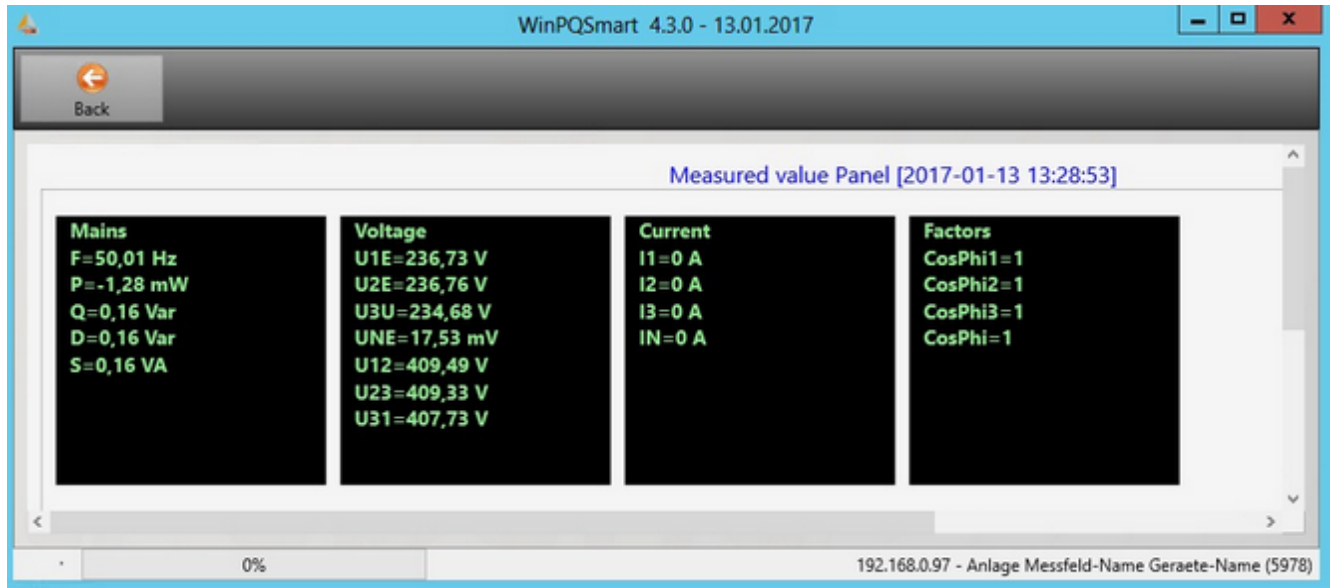 WinPQSmart 4.3.0 - 13.01.2017
Back
Measured value Panel [2017-01-13 13:28:53]
Mains
F=50,01 Hz
P=-1,28 mW
Q=0,16 Var
D=0,16 Var
S=0,16 VA
Voltage
U1E=236,73 V
U2E=236,76 V
U3U=234,68 V
UNE=17,53 mV
U12=409,49 V
U23=409,33 V
U31=407,73 V
Current
I1=0 A
I2=0 A
I3=0 A
IN=0 A
Factors
CosPhi1=1
CosPhi2=1
CosPhi3=1
CosPhi=1
0%
192.168.0.97 - Anlage Messfeld-Name Geraete-Name (5978)